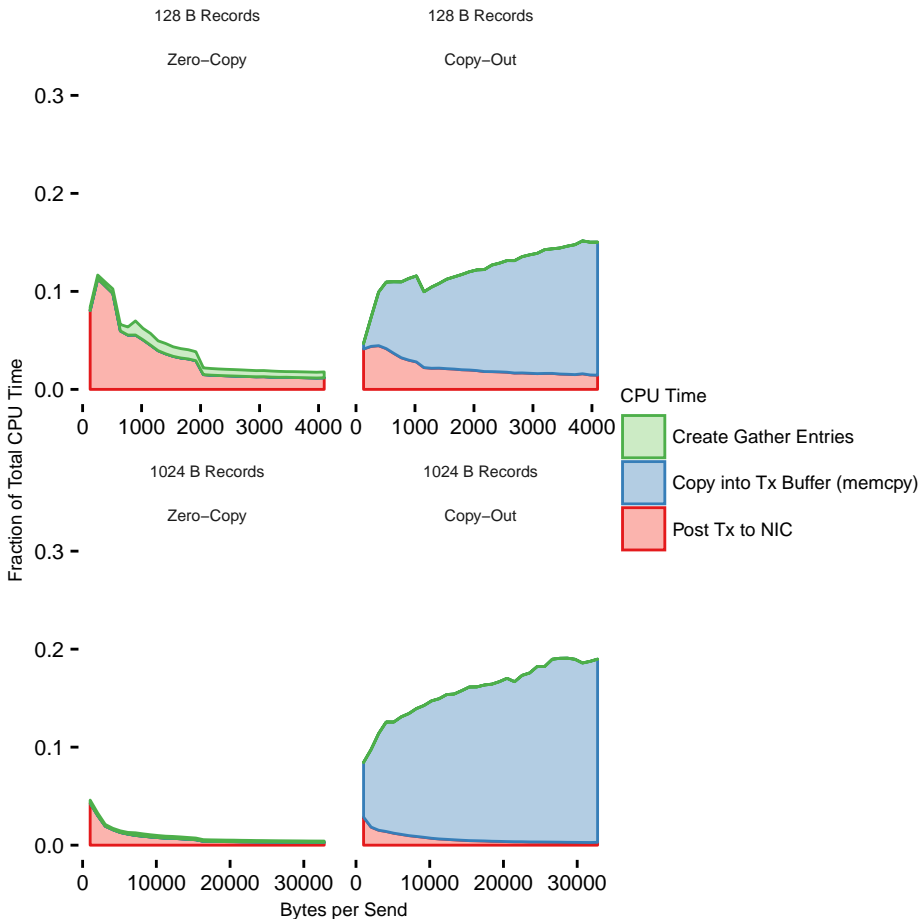 128 B Records
128 B Records
Zero−Copy
Copy−Out
0.3
0.2
0.1
0.0
0 1000 2000 3000 4000
0 1000 2000 3000 4000
1024 B Records
1024 B Records
Zero−Copy
Copy−Out
0.3
0.2
0.1
0.0
0 10000 20000 30000
0 10000 20000 30000
Bytes per Send
Fraction of Total CPU Time
CPU Time
Create Gather Entries
Copy into Tx Buffer (memcpy)
Post Tx to NIC